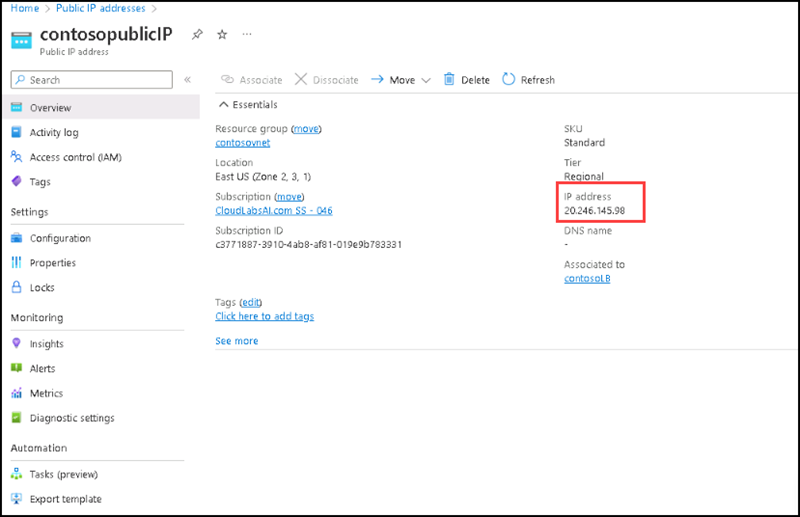 Home > Public IP addresses >
contosopublicIP
Public IP address
Search
Overview
Activity log
Access control (IAM)
Tags
Settings
Configuration
Properties
Locks
Monitoring
Insights
Alerts
Metrics
Diagnostic settings
Automation
Tasks (preview)
Export template
Associate Dissociate Move Delete Refresh
Essentials
Resource group (move)
contosovnet
Location
East US (Zone 2, 3, 1)
Subscription (move)
CloudLabsAI.com SS - 046
Subscription ID
c3771887-3910-4ab8-af81-019e9b783331
SKU
Standard
Tier
Regional
IP address
20.246.145.98
DNS name
-
Associated to
contosoLB
Tags (edit)
Click here to add tags
See more